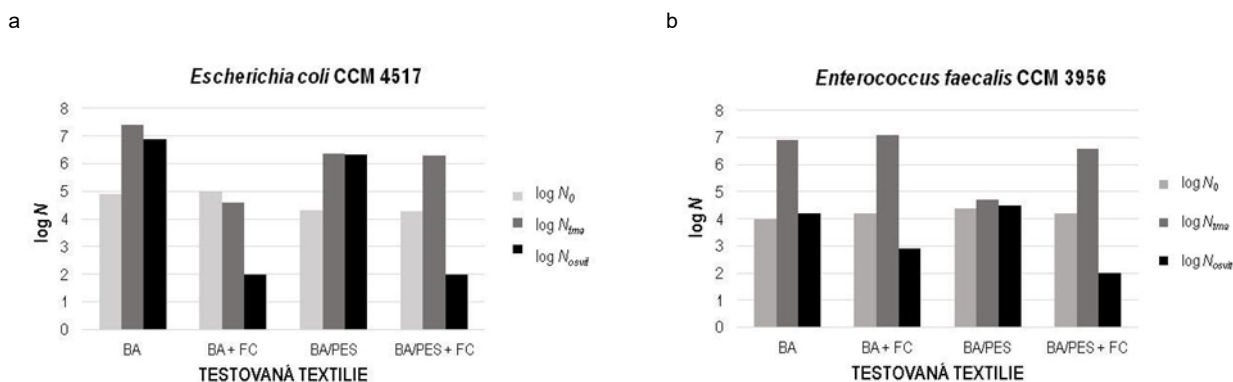 a
Escherichia coli CCM 4517
log N
8
7
6
5
4
3
2
1
0
BA
BA + FC
BA/PES
BA/PES + FC
TESTOVANÁ TEXTILIE
log N0
log Ntma
log Nosvit
b
Enterococcus faecalis CCM 3956
log N
8
7
6
5
4
3
2
1
0
BA
BA + FC
BA/PES
BA/PES + FC
TESTOVANÁ TEXTILIE
log N0
log Ntma
log Nosvit